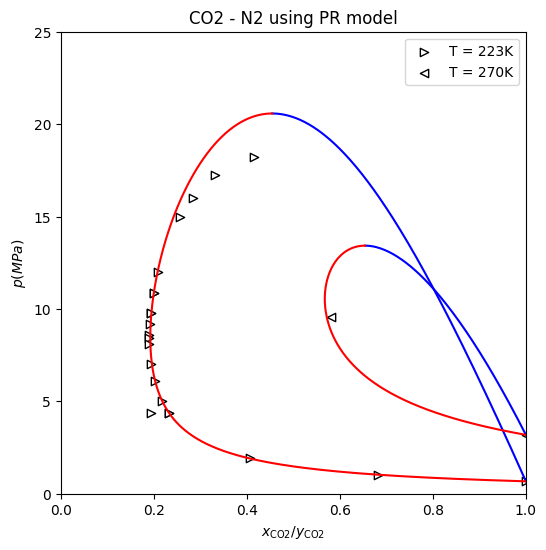 CO2 - N2 using PR model
25
20
15
10
5
0
p(MPa)
T = 223K
T = 270K
0.0 0.2 0.4 0.6 0.8 1.0
xCO2/yCO2